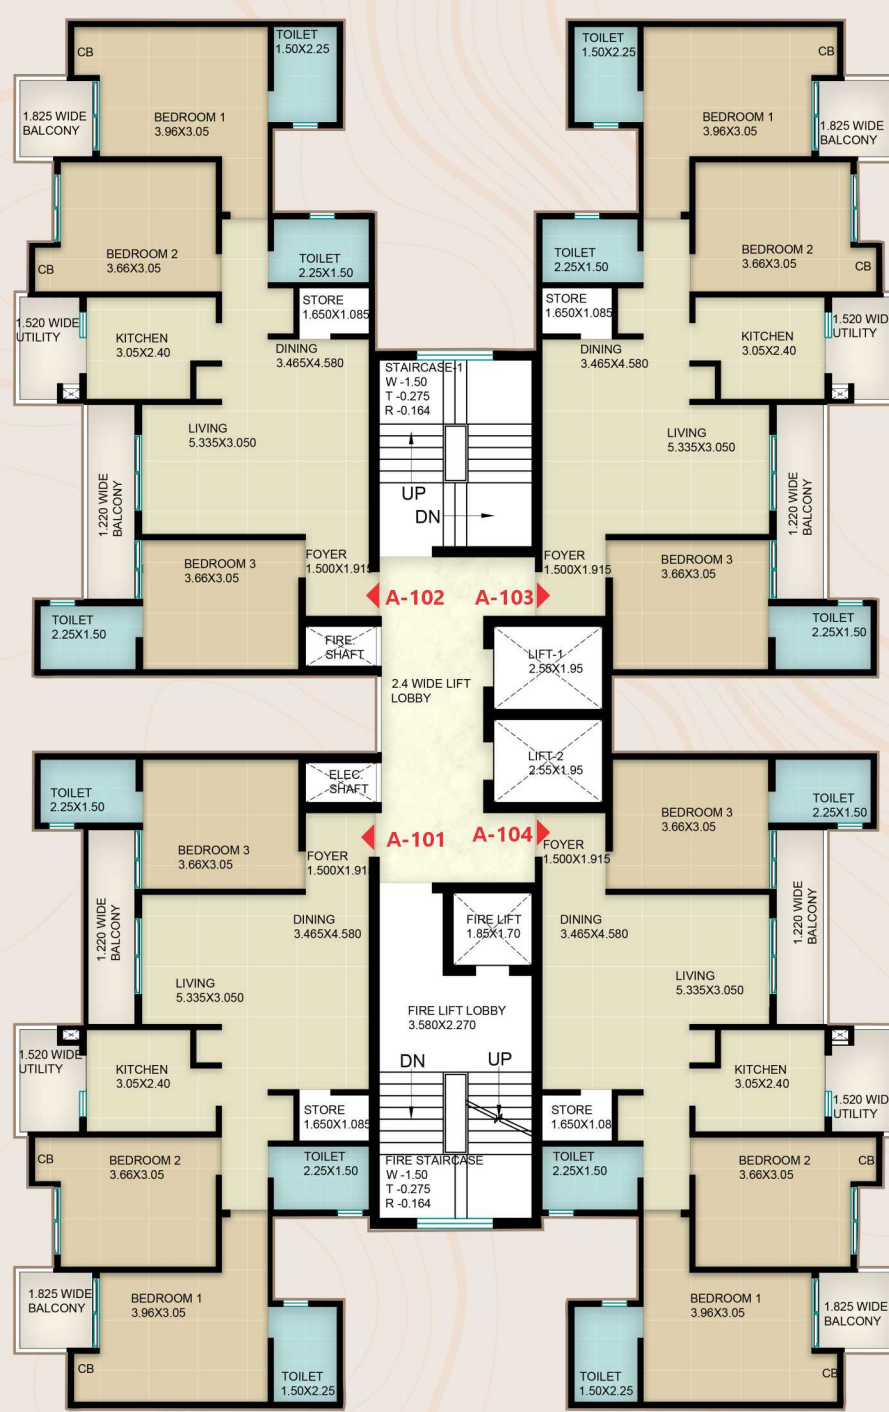 CB
TOILET
1.50X2.25
BEDROOM 1
3.96X3.05
1.825 WIDE
BALCONY
BEDROOM 2
3.66X3.05
CB
TOILET
2.25X1.50
STORE
1.650X1.085
1.520 WIDE
UTILITY
KITCHEN
3.05X2.40
DINING
3.465X4.580
LIVING
5.335X3.050
1.220 WIDE
BALCONY
FOYER
1.500X1.915
BEDROOM 3
3.66X3.05
TOILET
2.25X1.50
FIRE.
SHAFT
A-102
STAIRCASE-1
W -1.50
T -0.275
R -0.164
UP
DN
TOILET
1.50X2.25
CB
BEDROOM 1
3.96X3.05
1.825 WIDE
BALCONY
BEDROOM 2
3.66X3.05
CB
TOILET
2.25X1.50
STORE
1.650X1.085
1.520 WID
UTILITY
KITCHEN
3.05X2.40
DINING
3.465X4.580
LIVING
5.335X3.050
1.220 WIDE
BALCONY
FOYER
1.500X1.915
BEDROOM 3
3.66X3.05
TOILET
2.25X1.50
A-103
LIFT-1
2.55X1.95
2.4 WIDE LIFT
LOBBY
LIFT-2
2.55X1.95
ELEC.
SHAFT
TOILET
2.25X1.50
BEDROOM 3
3.66X3.05
A-101
FOYER
1.500X1.91
1.220 WIDE
BALCONY
DINING
3.465X4.580
LIVING
5.335X3.050
1.520 WIDE
UTILITY
KITCHEN
3.05X2.40
STORE
1.650X1.085
TOILET
2.25X1.50
CB
BEDROOM 2
3.66X3.05
1.825 WIDE
BALCONY
BEDROOM 1
3.96X3.05
CB
TOILET
1.50X2.25
FIRE LIFT
1.85X1.70
FIRE LIFT LOBBY
3.580X2.270
DN
UP
FIRE STAIRCASE
W -1.50
T -0.275
R -0.164
A-104
FOYER
1.500X1.915
BEDROOM 3
3.66X3.05
TOILET
2.25X1.50
1.220 WIDE
BALCONY
DINING
3.465X4.580
LIVING
5.335X3.050
KITCHEN
3.05X2.40
1.520 WID
UTILITY
STORE
1.650X1.08
TOILET
2.25X1.50
BEDROOM 2
3.66X3.05
CB
BEDROOM 1
3.96X3.05
1.825 WIDE
BALCONY
CB
TOILET
1.50X2.25